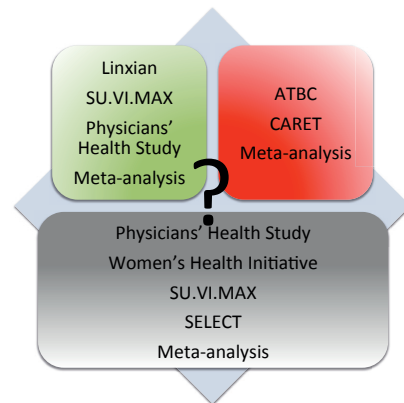 Linxian
SU.VI.MAX
Physicians’
Health Study
Meta-analysis
ATBC
CARET
Meta-analysis
?
Physicians’ Health Study
Women’s Health Initiative
SU.VI.MAX
SELECT
Meta-analysis